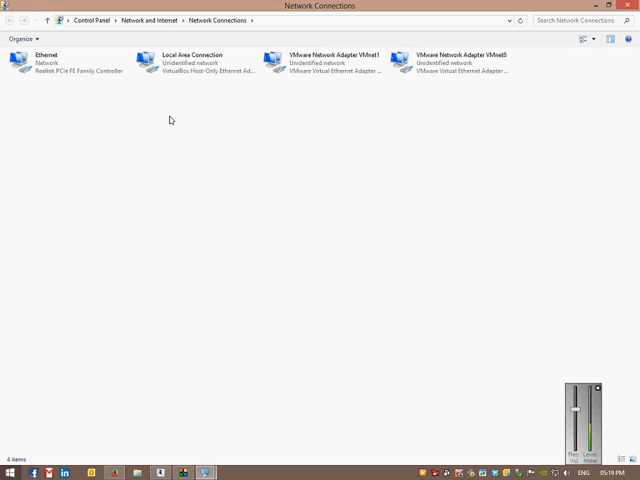 Network Connections
Control Panel
Network and Internet
Network Connections
Search Network Connections
Organize
Ethernet
Network
Realtek PCIe FE Family Controller
Local Area Connection
Unidentified network
VirtualBox Host-Only Ethernet Ad...
VMware Network Adapter VMnet1
Unidentified network
VMware Virtual Ethernet Adapter ...
VMware Network Adapter VMnet8
Unidentified network
VMware Virtual Ethernet Adapter ...
Rec. Level
Vol. Meter
4 items
ENG
05:19 PM